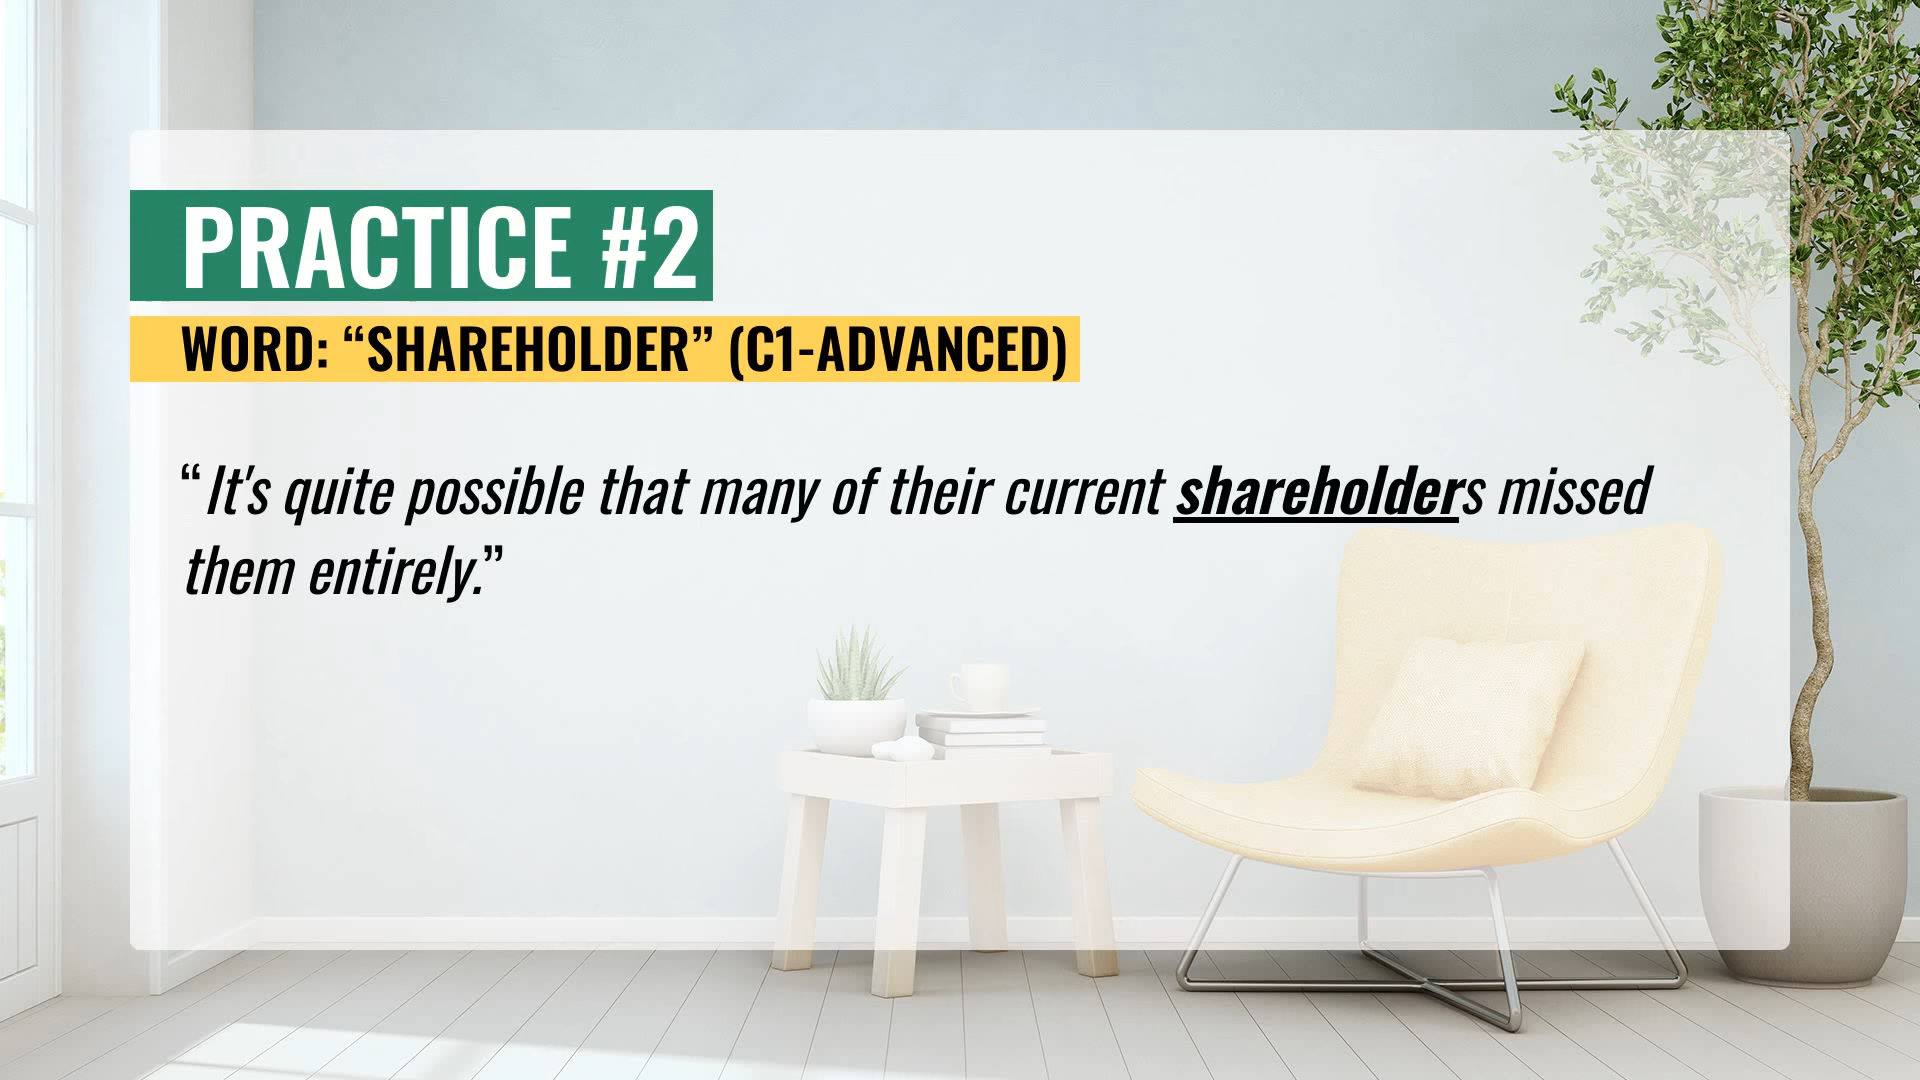 PRACTICE #2
WORD: “SHAREHOLDER” (C1-ADVANCED)
“It's quite possible that many of their current shareholders missed
them entirely.”